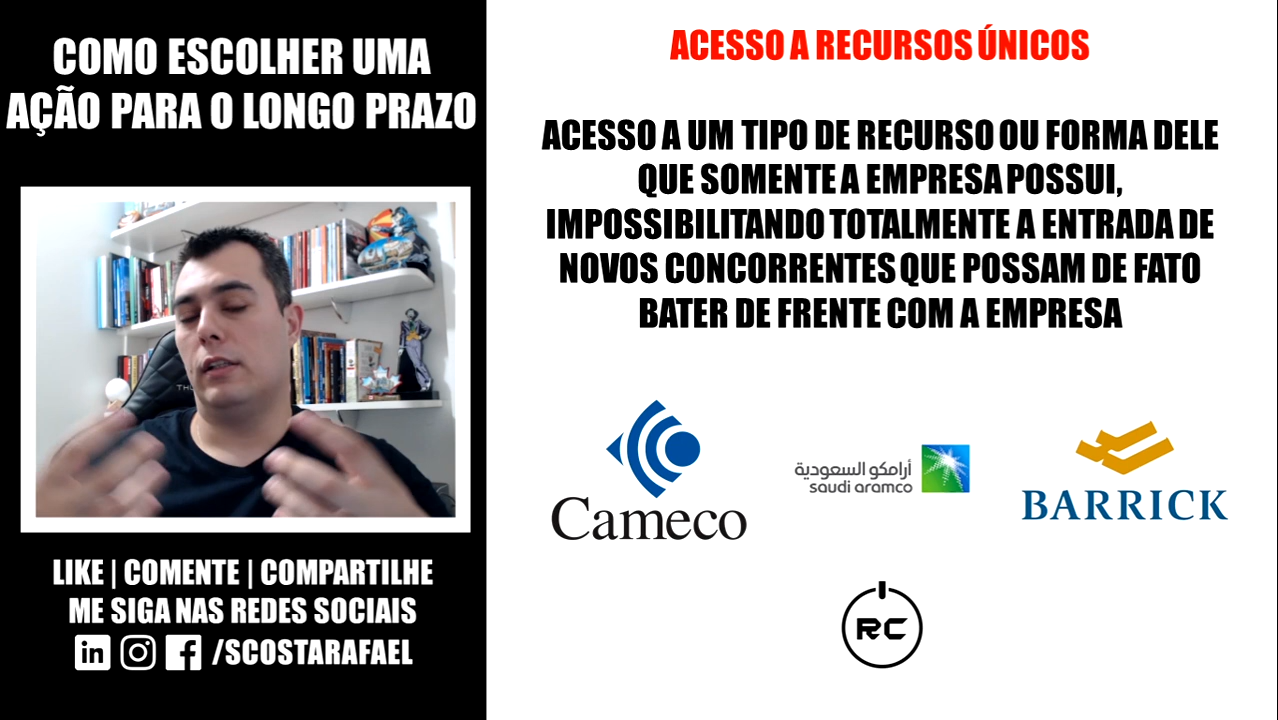 COMO ESCOLHER UMA
AÇÃO PARA O LONGO PRAZO
LIKE | COMENTE | COMPARTILHE
ME SIGA NAS REDES SOCIAIS
in /SCOSTARAFAEL
ACESSO A RECURSOS ÚNICOS
ACESSO A UM TIPO DE RECURSO OU FORMA DELE
QUE SOMENTE A EMPRESA POSSUI,
IMPOSSIBILITANDO TOTALMENTE A ENTRADA DE
NOVOS CONCORRENTES QUE POSSAM DE FATO
BATER DE FRENTE COM A EMPRESA
Cameco
أرامكو السعودية
saudi aramco
BARRICK
RC